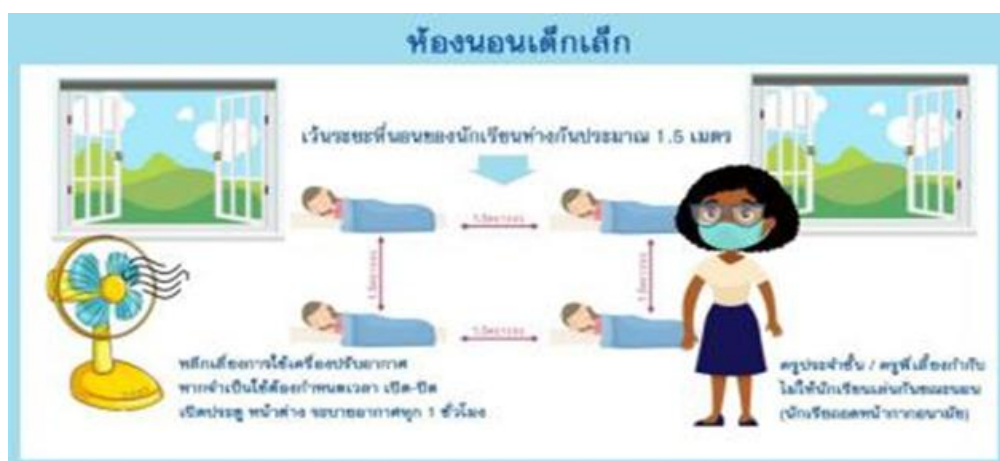 ห้องนอนเด็กเล็ก
เว้นระยะที่นอนของนักเรียนห่างกันประมาณ 1.5 เมตร
หลีกเลี่ยงการใช้เครื่องปรับอากาศ
หากจำเป็นใช้ต้องกำหนดเวลา เปิด-ปิด
เปิดประตู หน้าต่าง ระบายอากาศทุก 1 ชั่วโมง
ครูประจำชั้น / ครูพี่เลี้ยงกำกับ
ไม่ให้นักเรียนเล่นกันขณะนอน
(นักเรียนถอดหน้ากากอนามัย)